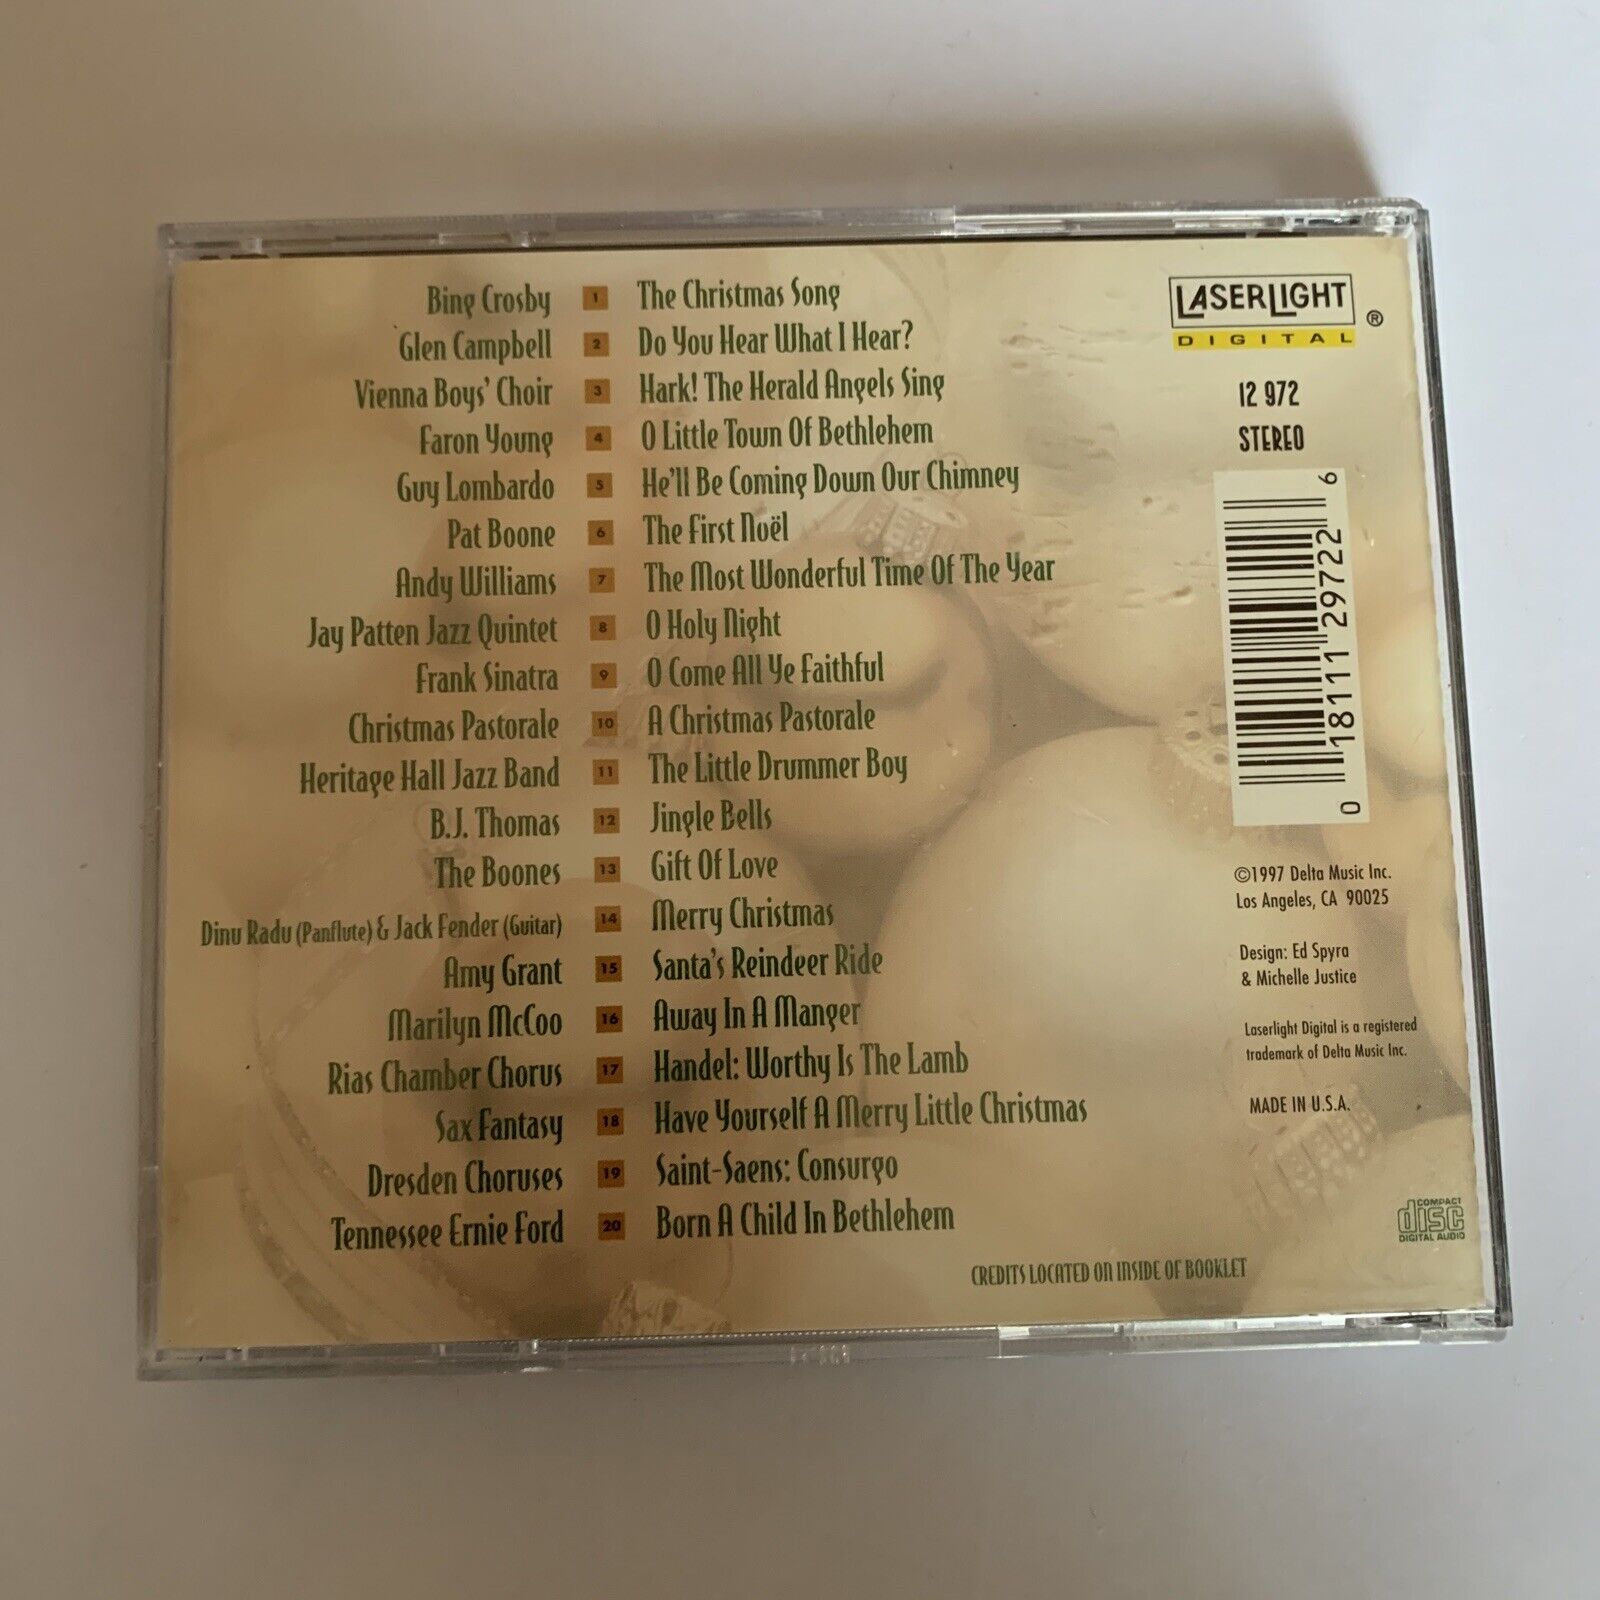 Bing Crosby 1 The Christmas Song
Glen Campbell 2 Do You Hear What I Hear?
Vienna Boys' Choir 3 Hark! The Herald Angels Sing
Faron Young 4 O Little Town Of Bethlehem
Guy Lombardo 5 He'll Be Coming Down Our Chimney
Pat Boone 6 The First Noël
Andy Williams 7 The Most Wonderful Time Of The Year
Jay Patten Jazz Quintet 8 O Holy Night
Frank Sinatra 9 O Come All Ye Faithful
Christmas Pastorale 10 A Christmas Pastorale
Heritage Hall Jazz Band 11 The Little Drummer Boy
B.J. Thomas 12 Jingle Bells
The Boones 13 Gift Of Love
Dinu Radu (Panflute) & Jack Fender (Guitar) 14 Merry Christmas
Amy Grant 15 Santa's Reindeer Ride
Marilyn McCoo 16 Away In A Manger
Rias Chamber Chorus 17 Handel: Worthy Is The Lamb
Sax Fantasy 18 Have Yourself A Merry Little Christmas
Dresden Choruses 19 Saint-Saens: Consurgo
Tennessee Ernie Ford 20 Born A Child In Bethlehem
CREDITS LOCATED ON INSIDE OF BOOKLET
LASERLIGHT ®
DIGITAL
12 972
STEREO
0 18111 29722 6
©1997 Delta Music Inc.
Los Angeles, CA 90025
Design: Ed Spyra
& Michelle Justice
Laserlight Digital is a registered
trademark of Delta Music Inc.
MADE IN U.S.A.
COMPACT
disc
DIGITAL AUDIO